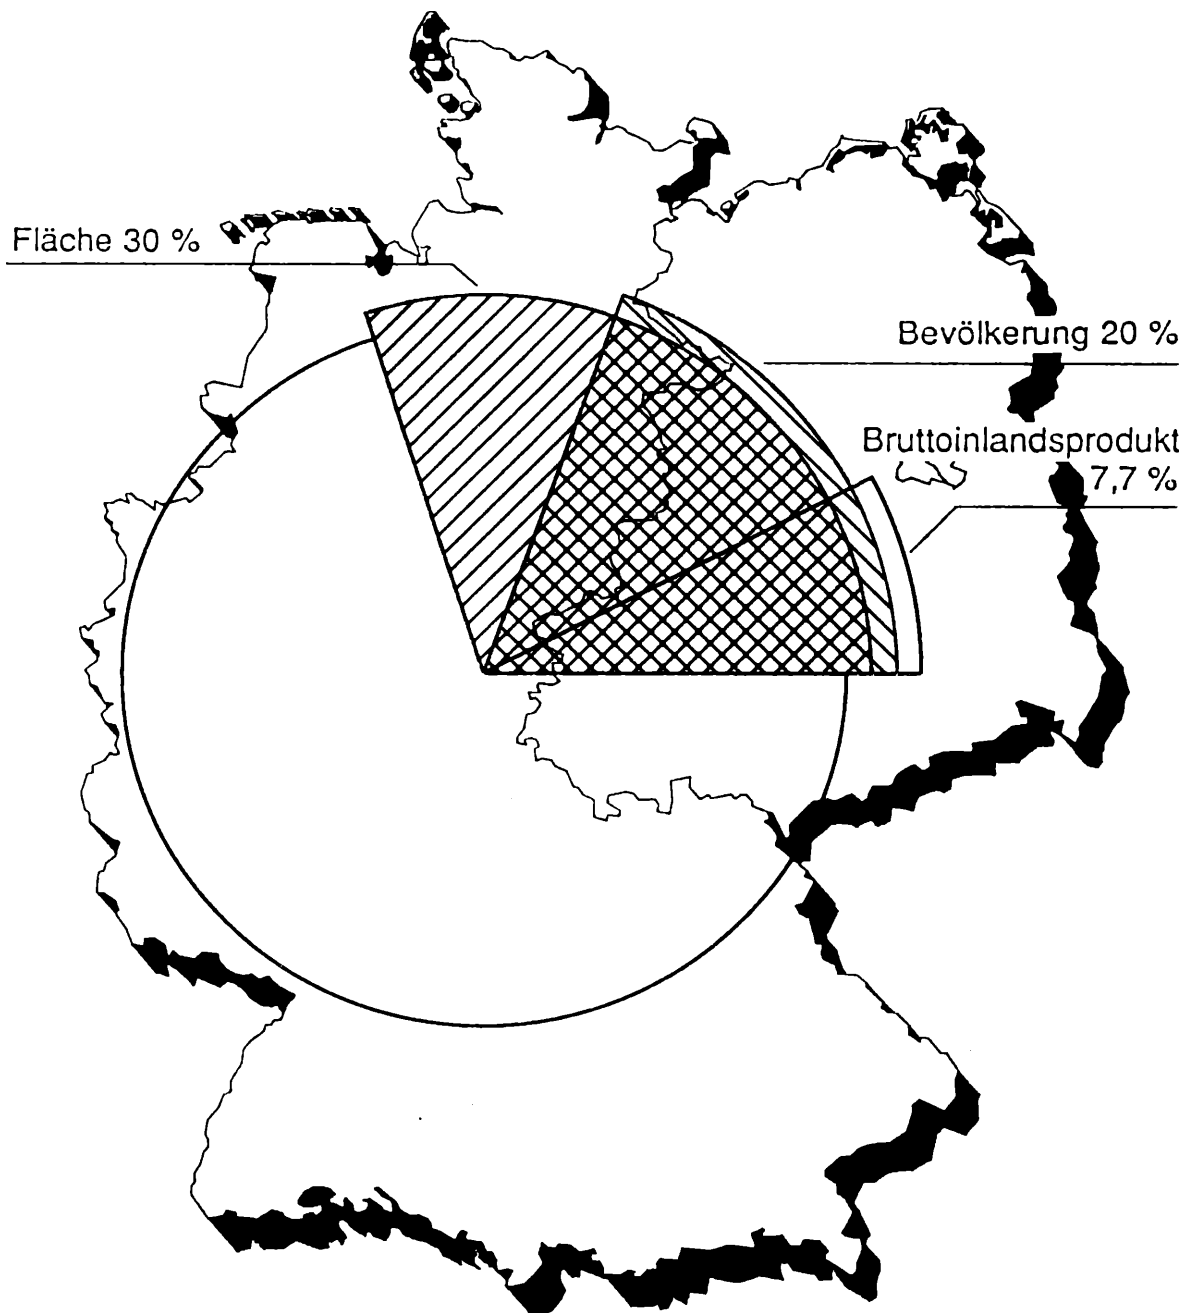 Fläche 30 %
Bevölkerung 20 %
Bruttoinlandsprodukt
7,7 %